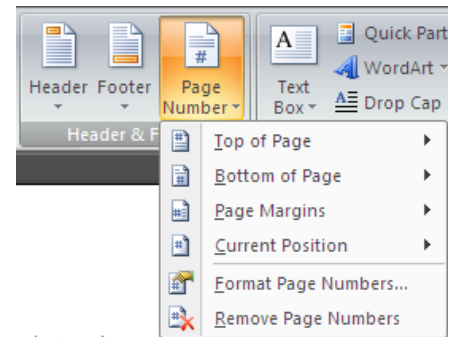 Header Footer Page Number
Text Box
Quick Part
WordArt
Drop Cap
Header & F
Top of Page
Bottom of Page
Page Margins
Current Position
Format Page Numbers...
Remove Page Numbers